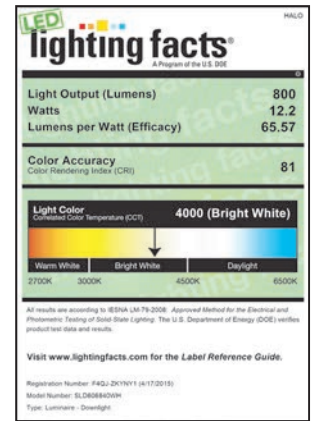 HALO
LED
lighting facts®
A Program of the U.S. DOE
Light Output (Lumens) 800
Watts 12.2
Lumens per Watt (Efficacy) 65.57
Color Accuracy 81
Color Rendering Index (CRI)
Light Color 4000 (Bright White)
Correlated Color Temperature (CCT)
Warm White Bright White Daylight
2700K 3000K 4500K 6500K
All results are according to IESNA LM-79-2008: Approved Method for the Electrical and
Photometric Testing of Solid-State Lighting. The U.S. Department of Energy (DOE) verifies
product test data and results.
Visit www.lightingfacts.com for the Label Reference Guide.
Registration Number: F4GJ-ZKYNY1 (4/17/2015)
Model Number: SLD606840WH
Type: Luminaire - Downlight